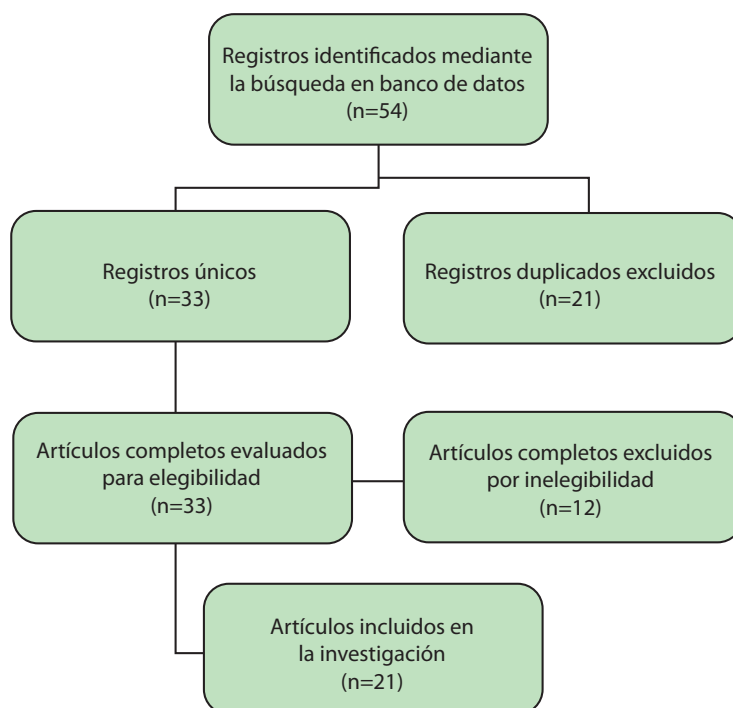 Registros identificados mediante
la búsqueda en banco de datos
(n=54)
Registros únicos
(n=33)
Registros duplicados excluidos
(n=21)
Artículos completos evaluados
para elegibilidad
(n=33)
Artículos completos excluidos
por inelegibilidad
(n=12)
Artículos incluidos en
la investigación
(n=21)